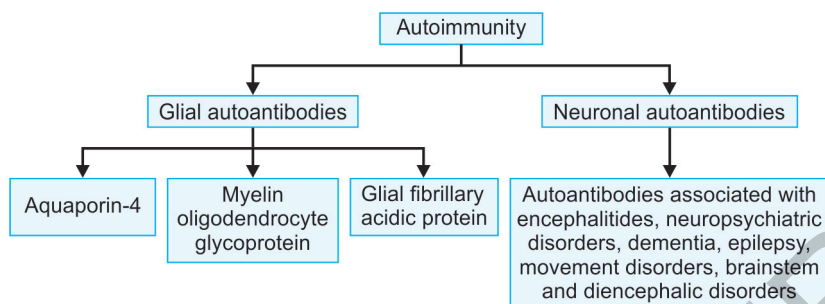 Autoimmunity
Glial autoantibodies
Neuronal autoantibodies
Aquaporin-4
Myelin
oligodendrocyte
glycoprotein
Glial fibrillary
acidic protein
Autoantibodies associated with
encephalitides, neuropsychiatric
disorders, dementia, epilepsy,
movement disorders, brainstem
and diencephalic disorders